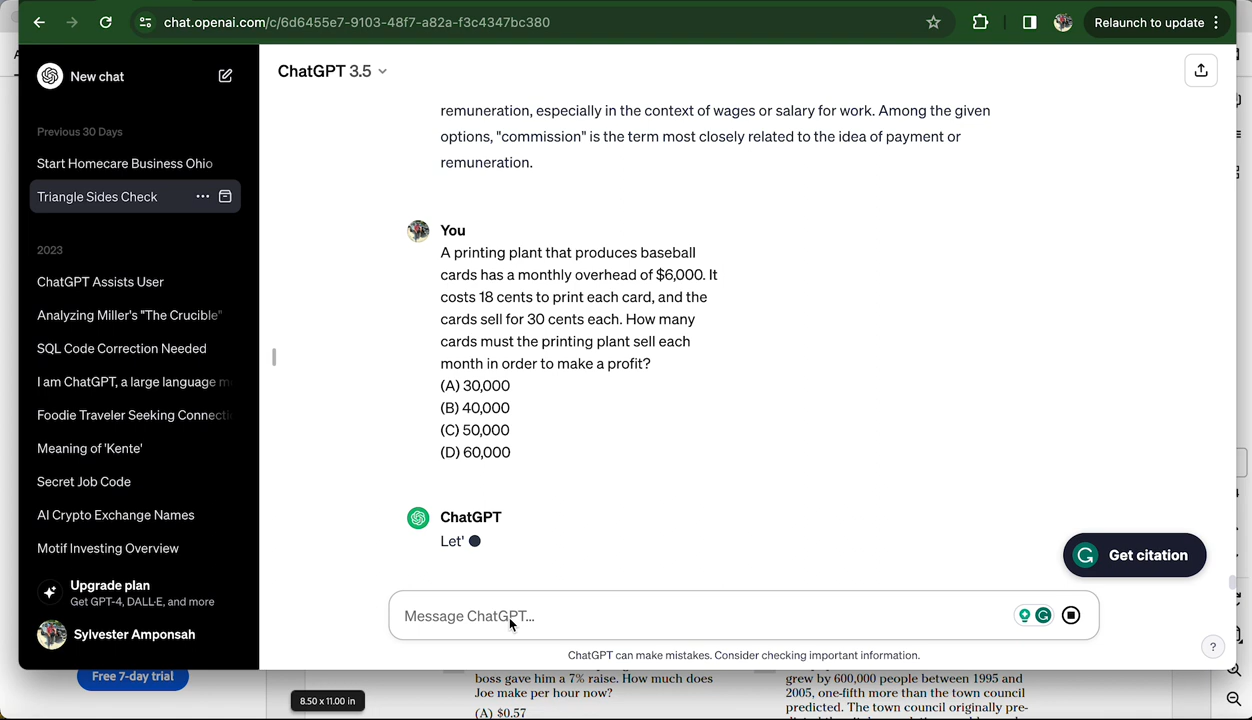 chat.openai.com/c/6d6455e7-9103-48f7-a82a-f3c4347bc380
Relaunch to update
New chat
ChatGPT 3.5
Previous 30 Days
Start Homecare Business Ohio
Triangle Sides Check
2023
ChatGPT Assists User
Analyzing Miller's "The Crucible"
SQL Code Correction Needed
I am ChatGPT, a large language m
Foodie Traveler Seeking Connecti
Meaning of 'Kente'
Secret Job Code
AI Crypto Exchange Names
Motif Investing Overview
Upgrade plan
Get GPT-4, DALL·E, and more
Sylvester Amponsah
remuneration, especially in the context of wages or salary for work. Among the given
options, "commission" is the term most closely related to the idea of payment or
remuneration.
You
A printing plant that produces baseball
cards has a monthly overhead of $6,000. It
costs 18 cents to print each card, and the
cards sell for 30 cents each. How many
cards must the printing plant sell each
month in order to make a profit?
(A) 30,000
(B) 40,000
(C) 50,000
(D) 60,000
ChatGPT
Let'
Get citation
Message ChatGPT...
ChatGPT can make mistakes. Consider checking important information.
?
Free 7-day trial
8.50 x 11.00 in
boss gave him a 7% raise. How much does
Joe make per hour now?
(A) $0.57
grew by 600,000 people between 1995 and
2005, one-fifth more than the town council
predicted. The town council originally pre-